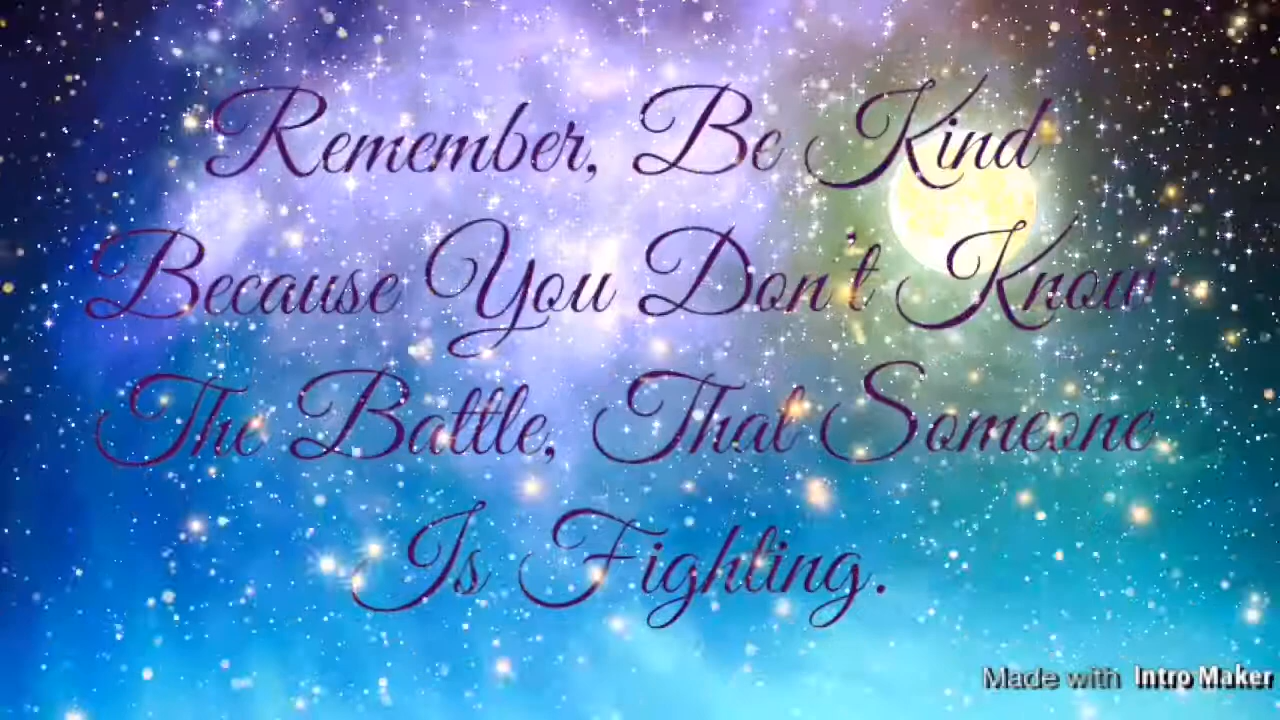 Remember, Be Kind
Because You Don't Know
The Battle, That Someone
Is Fighting.
Made with Intro Maker